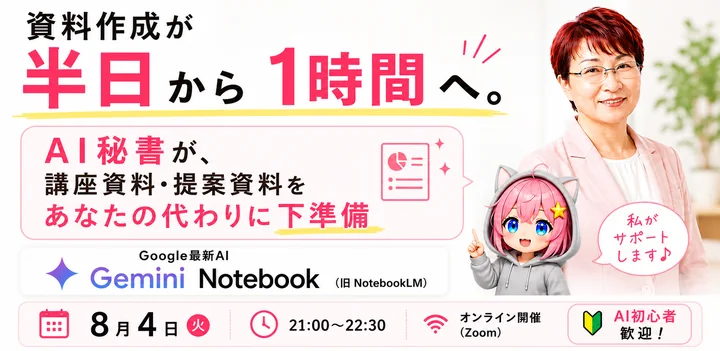 資料作成が
半日から1時間へ。
AI秘書が、
講座資料・提案資料を
あなたの代わりに下準備
Google最新AI
Gemini Notebook (旧 NotebookLM)
私が
サポート
します♪
8月4日 火
21:00〜22:30
オンライン開催
(Zoom)
AI初心者
歓迎！